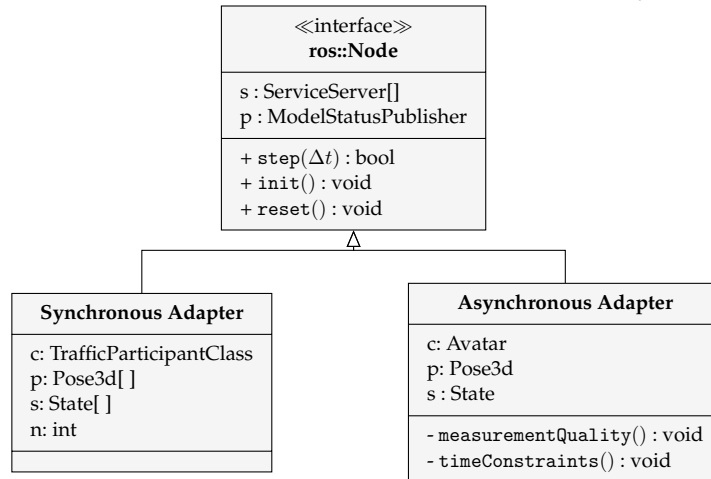 ≪interface≫
ros::Node
s : ServiceServer[]
p : ModelStatusPublisher
+ step(Δt) : bool
+ init() : void
+ reset() : void
Synchronous Adapter
c: TrafficParticipantClass
p: Pose3d[ ]
s: State[ ]
n: int
Asynchronous Adapter
c: Avatar
p: Pose3d
s : State
- measurementQuality() : void
- timeConstraints() : void